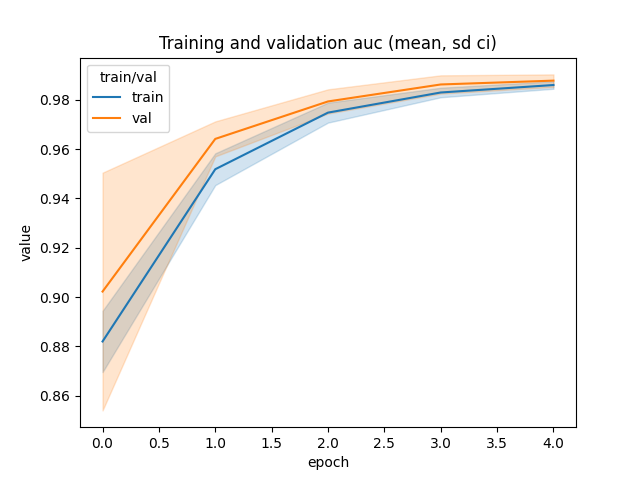 Training and validation auc (mean, sd ci)
train/val
train
val
0.98
0.96
0.94
0.92
0.90
0.88
0.86
value
0.0 0.5 1.0 1.5 2.0 2.5 3.0 3.5 4.0
epoch